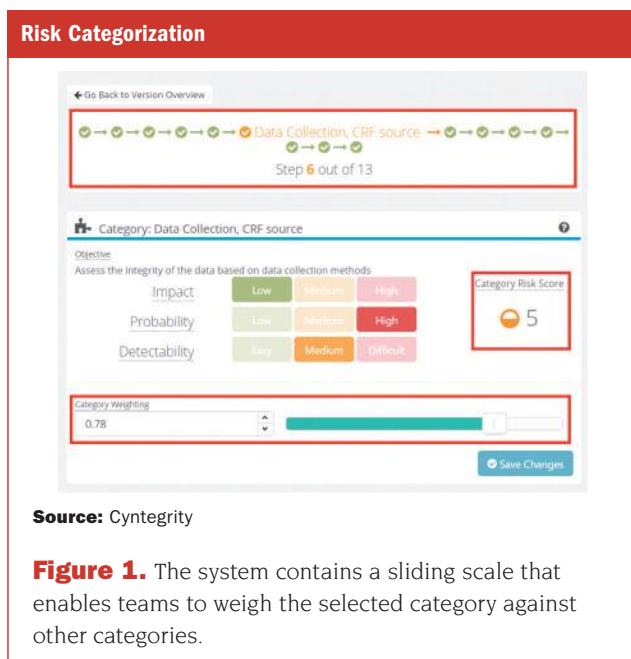 Risk Categorization
Go Back to Version Overview
Data Collection, CRF source
Step 6 out of 13
Category: Data Collection, CRF source
Objective
Assess the integrity of the data based on data collection methods
Impact Low Medium High
Category Risk Score
Probability Low Medium High
5
Detectability Easy Medium Difficult
Category Weighting
0.78
Save Changes
Source: Cyntegrity
Figure 1. The system contains a sliding scale that
enables teams to weigh the selected category against
other categories.